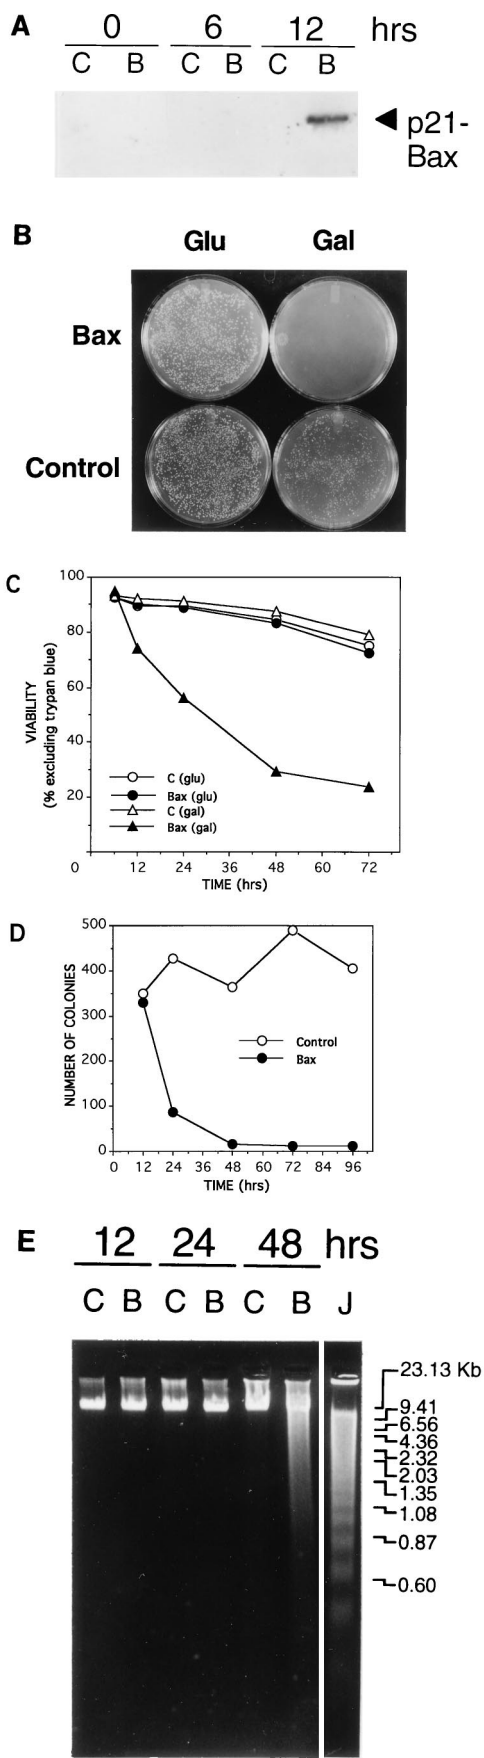 A 0 6 12 hrs
C B C B C B
p21-
Bax
B Glu Gal
Bax
Control
C
100
80
60
40
20
0 12 24 36 48 60 72
TIME (hrs)
VIABILITY
(% excluding trypan blue)
C (glu)
Bax (glu)
C (gal)
Bax (gal)
D
500
400
300
200
100
0
0 12 24 36 48 60 72 84 96
TIME (hrs)
NUMBER OF COLONIES
Control
Bax
E 12 24 48 hrs
C B C B C B J
23.13 Kb
9.41
6.56
4.36
2.32
2.03
1.35
1.08
0.87
0.60